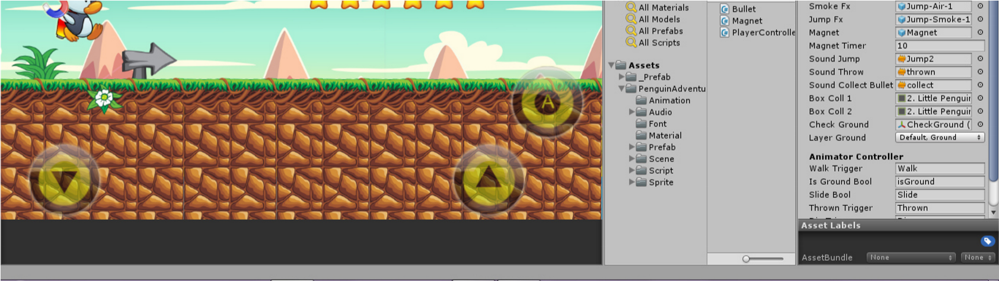 A
All Materials
All Models
All Prefabs
All Scripts
Assets
_Prefab
PenguinAdventu
Animation
Audio
Font
Material
Prefab
Scene
Script
Sprite
Bullet
Magnet
PlayerControlle
Smoke Fx Jump-Air-1
Jump Fx Jump-Smoke-1
Magnet Magnet
Magnet Timer 10
Sound Jump Jump2
Sound Throw thrown
Sound Collect Bullet collect
Box Coll 1 2. Little Penguin
Box Coll 2 2. Little Penguin
Check Ground CheckGround (
Layer Ground Default, Ground
Animator Controller
Walk Trigger Walk
Is Ground Bool isGround
Slide Bool Slide
Thrown Trigger Thrown
Asset Labels
AssetBundle None None